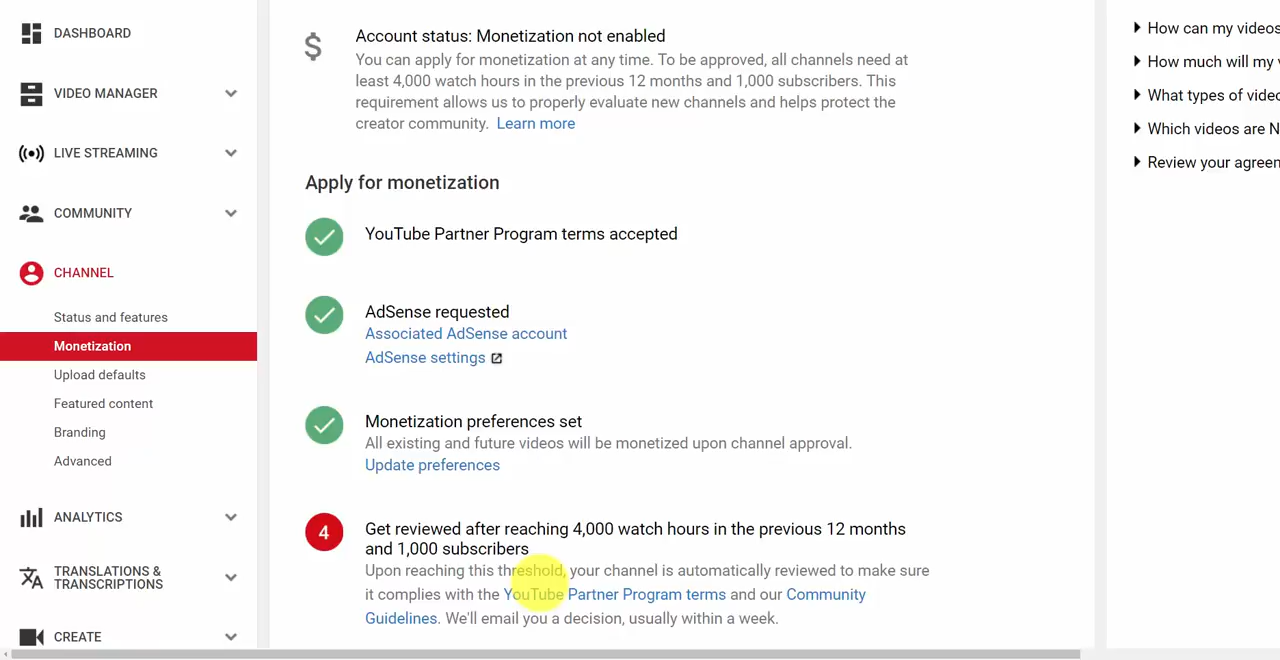 DASHBOARD
VIDEO MANAGER
LIVE STREAMING
COMMUNITY
CHANNEL
Status and features
Monetization
Upload defaults
Featured content
Branding
Advanced
ANALYTICS
TRANSLATIONS &
TRANSCRIPTIONS
CREATE
$
Account status: Monetization not enabled
You can apply for monetization at any time. To be approved, all channels need at
least 4,000 watch hours in the previous 12 months and 1,000 subscribers. This
requirement allows us to properly evaluate new channels and helps protect the
creator community. Learn more
Apply for monetization
YouTube Partner Program terms accepted
AdSense requested
Associated AdSense account
AdSense settings
Monetization preferences set
All existing and future videos will be monetized upon channel approval.
Update preferences
4
Get reviewed after reaching 4,000 watch hours in the previous 12 months
and 1,000 subscribers
Upon reaching this threshold, your channel is automatically reviewed to make sure
it complies with the YouTube Partner Program terms and our Community
Guidelines. We'll email you a decision, usually within a week.
How can my videos
How much will my
What types of
Which videos are
Review your